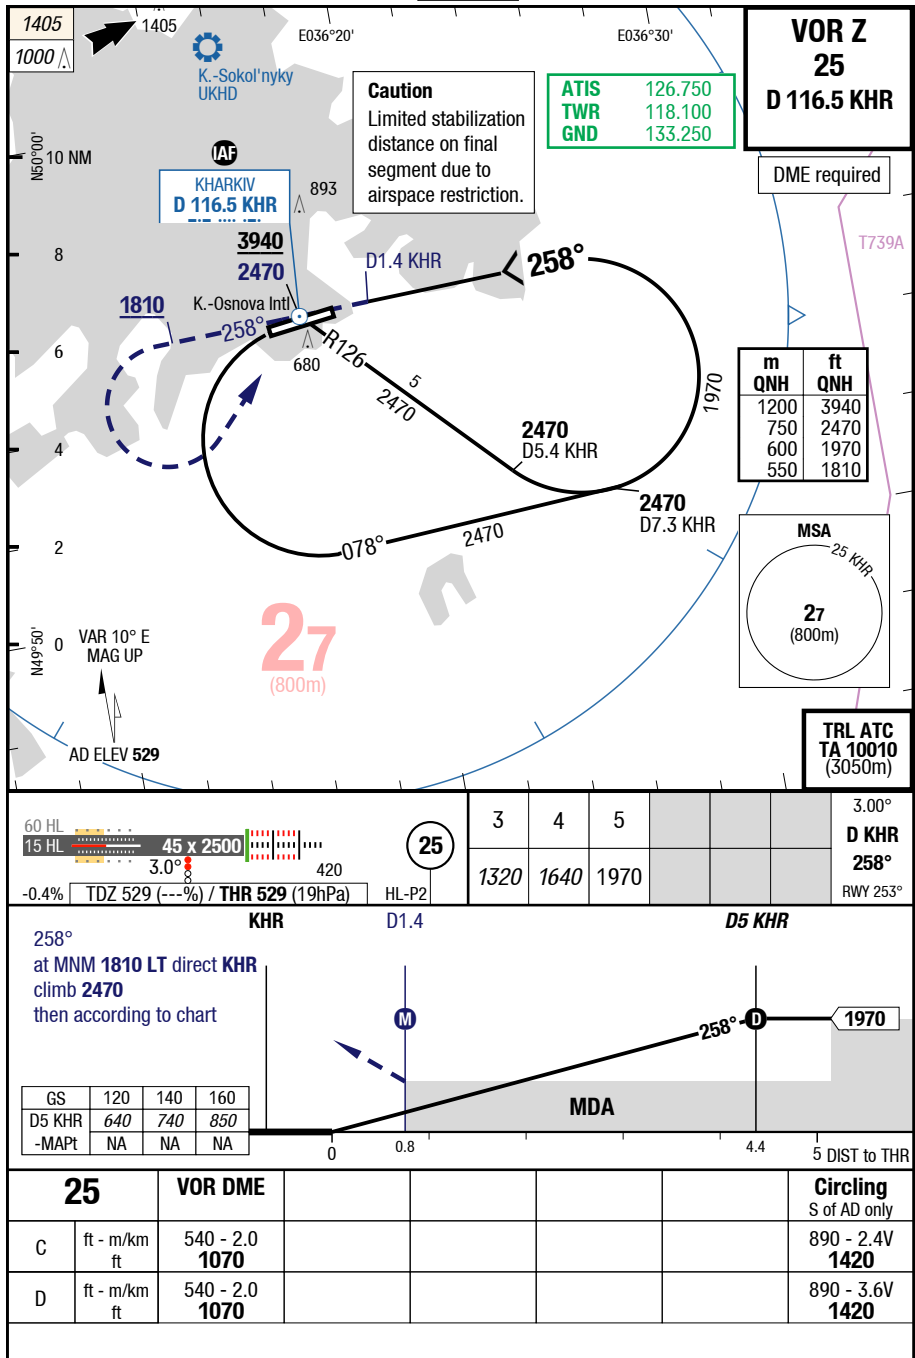 1405
1000
1405
K.-Sokol'nyky
UKHD
E036°20'
E036°30'
VOR Z
25
D 116.5 KHR
Caution
Limited stabilization
distance on final
segment due to
airspace restriction.
ATIS 126.750
TWR 118.100
GND 133.250
DME required
N50°00'
10 NM
IAF
KHARKIV
D 116.5 KHR
893
T739A
8
3940
2470
D1.4 KHR
258°
1810
K.-Osnova Intl
258°
6
680
R126
5
2470
1970
m ft
QNH QNH
1200 3940
750 2470
600 1970
550 1810
4
2470
D5.4 KHR
2470
D7.3 KHR
2
078°
2470
MSA
25 KHR
27
(800m)
27
(800m)
N49°50'
0
VAR 10° E
MAG UP
AD ELEV 529
TRL ATC
TA 10010
(3050m)
60 HL
15 HL
45 x 2500
3.0°
420
-0.4%
TDZ 529 (---%) / THR 529 (19hPa)
HL-P2
25
3 4 5
1320 1640 1970
3.00°
D KHR
258°
RWY 253°
KHR
D1.4
D5 KHR
258°
at MNM 1810 LT direct KHR
climb 2470
then according to chart
M
258°
D
1970
MDA
GS 120 140 160
D5 KHR 640 740 850
-MAPt NA NA NA
0 0.8 4.4 5 DIST to THR
25 VOR DME Circling
S of AD only
C ft - m/km 540 - 2.0 890 - 2.4V
ft 1070 1420
D ft - m/km 540 - 2.0 890 - 3.6V
ft 1070 1420